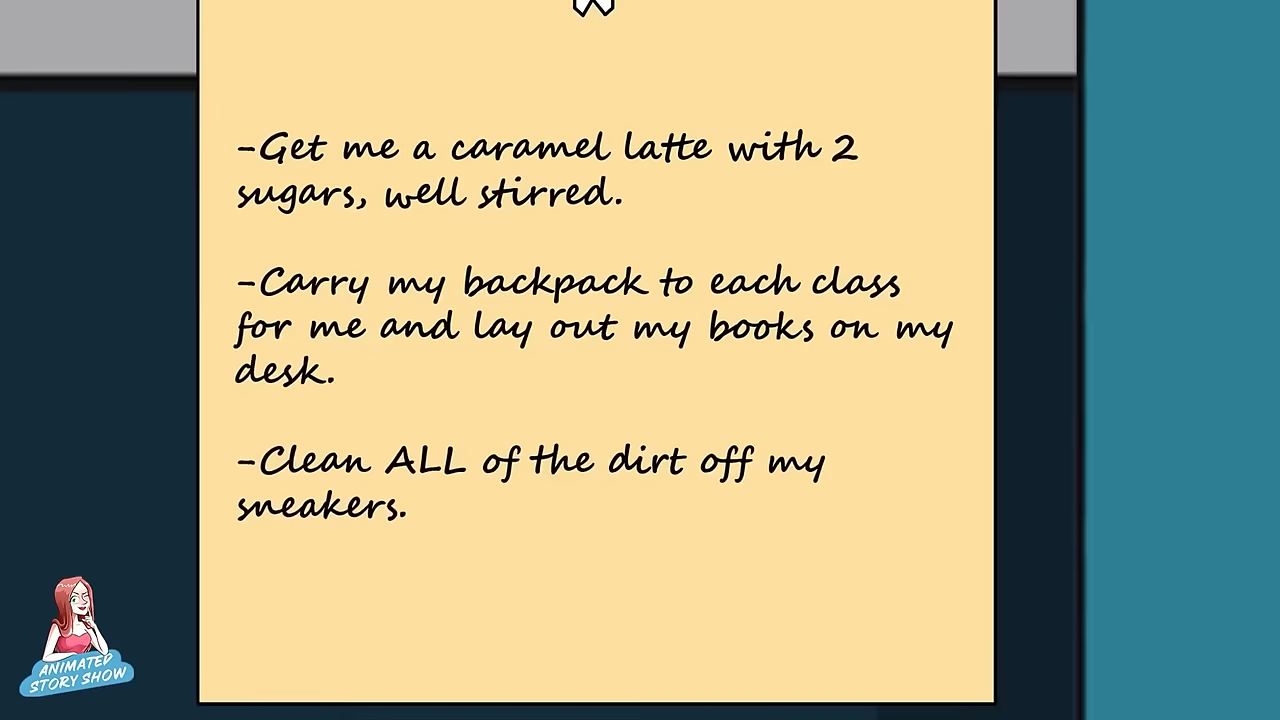 -Get me a caramel latte with 2
sugars, well stirred.
-Carry my backpack to each class
for me and lay out my books on my
desk.
-Clean ALL of the dirt off my
sneakers.
ANIMATED
STORY SHOW